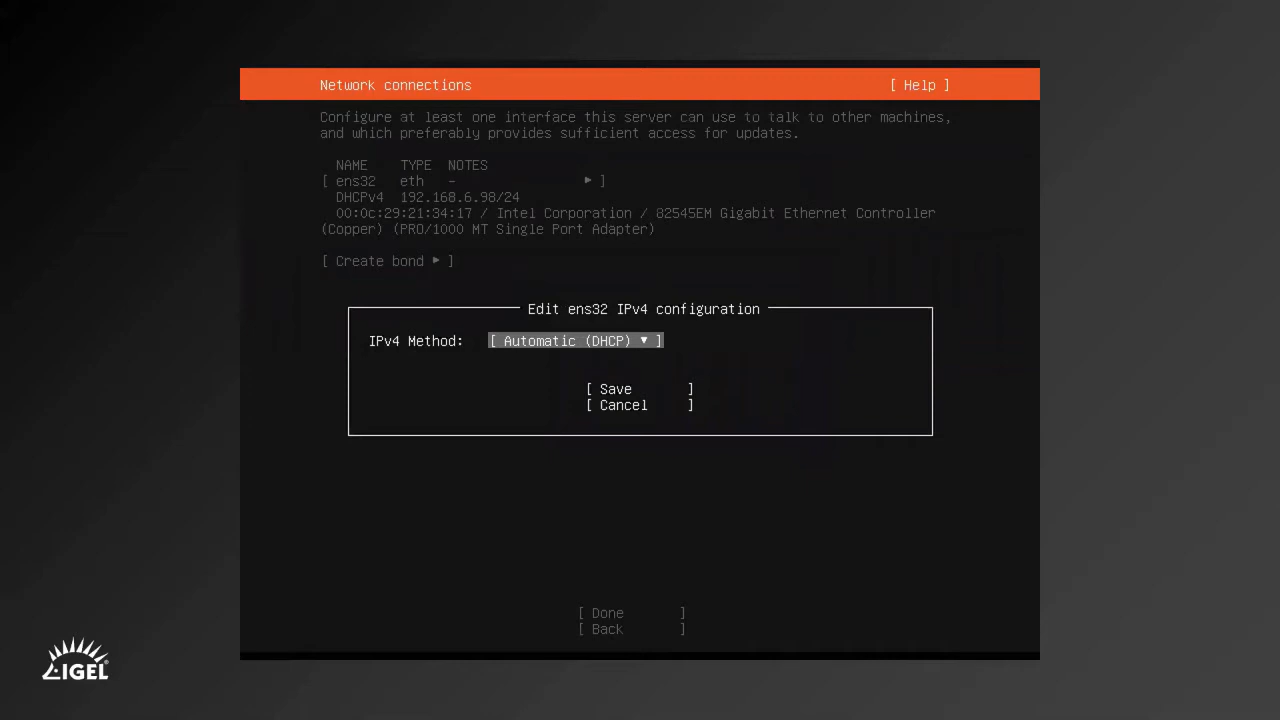 Network connections [ Help ]
Configure at least one interface this server can use to talk to other machines,
and which preferably provides sufficient access for updates.
NAME TYPE NOTES
[ ens32 eth - ▸ ]
DHCPv4 192.168.6.98/24
00:0c:29:21:34:17 / Intel Corporation / 82545EM Gigabit Ethernet Controller
(Copper) (PRO/1000 MT Single Port Adapter)
[ Create bond ▸ ]
Edit ens32 IPv4 configuration
IPv4 Method: [ Automatic (DHCP) ▾ ]
[ Save ]
[ Cancel ]
[ Done ]
[ Back ]
IGEL